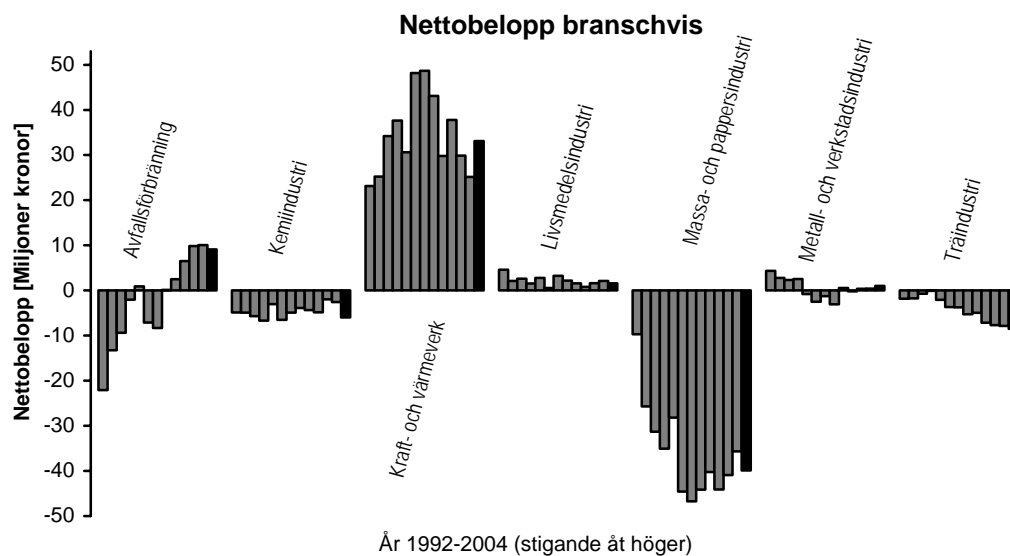 Nettobelopp branschvis
Nettobelopp [Miljoner kronor]
50
40
30
20
10
0
-10
-20
-30
-40
-50
Avfallsförbränning
Kemiindustri
Kraft- och värmeverk
Livsmedelsindustri
Massa- och pappersindustri
Metall- och verkstadsindustri
Träindustri
År 1992-2004 (stigande åt höger)